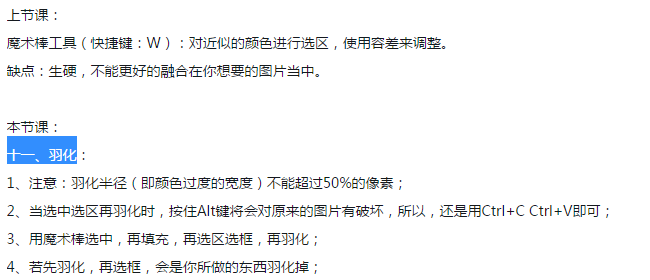 上节课：
魔术棒工具（快捷键：W ）：对近似的颜色进行选区，使用容差来调整。
缺点：生硬，不能更好的融合在你想要的图片当中。
本节课：
十一、羽化：
1、注意：羽化半径（即颜色过度的宽度）不能超过50%的像素；
2、当选中选区再羽化时，按住Alt键将会对原来的图片有破坏，所以，还是用Ctrl+C Ctrl+V即可；
3、用魔术棒选中，再填充，再选区选框，再羽化；
4、若先羽化，再选框，会是你所做的东西羽化掉；